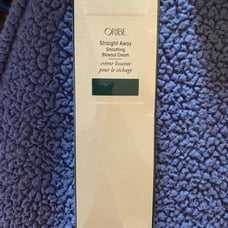 ORIBE
Straight Away
Smoothing
Blowout Cream
crème lissante
pour le séchage